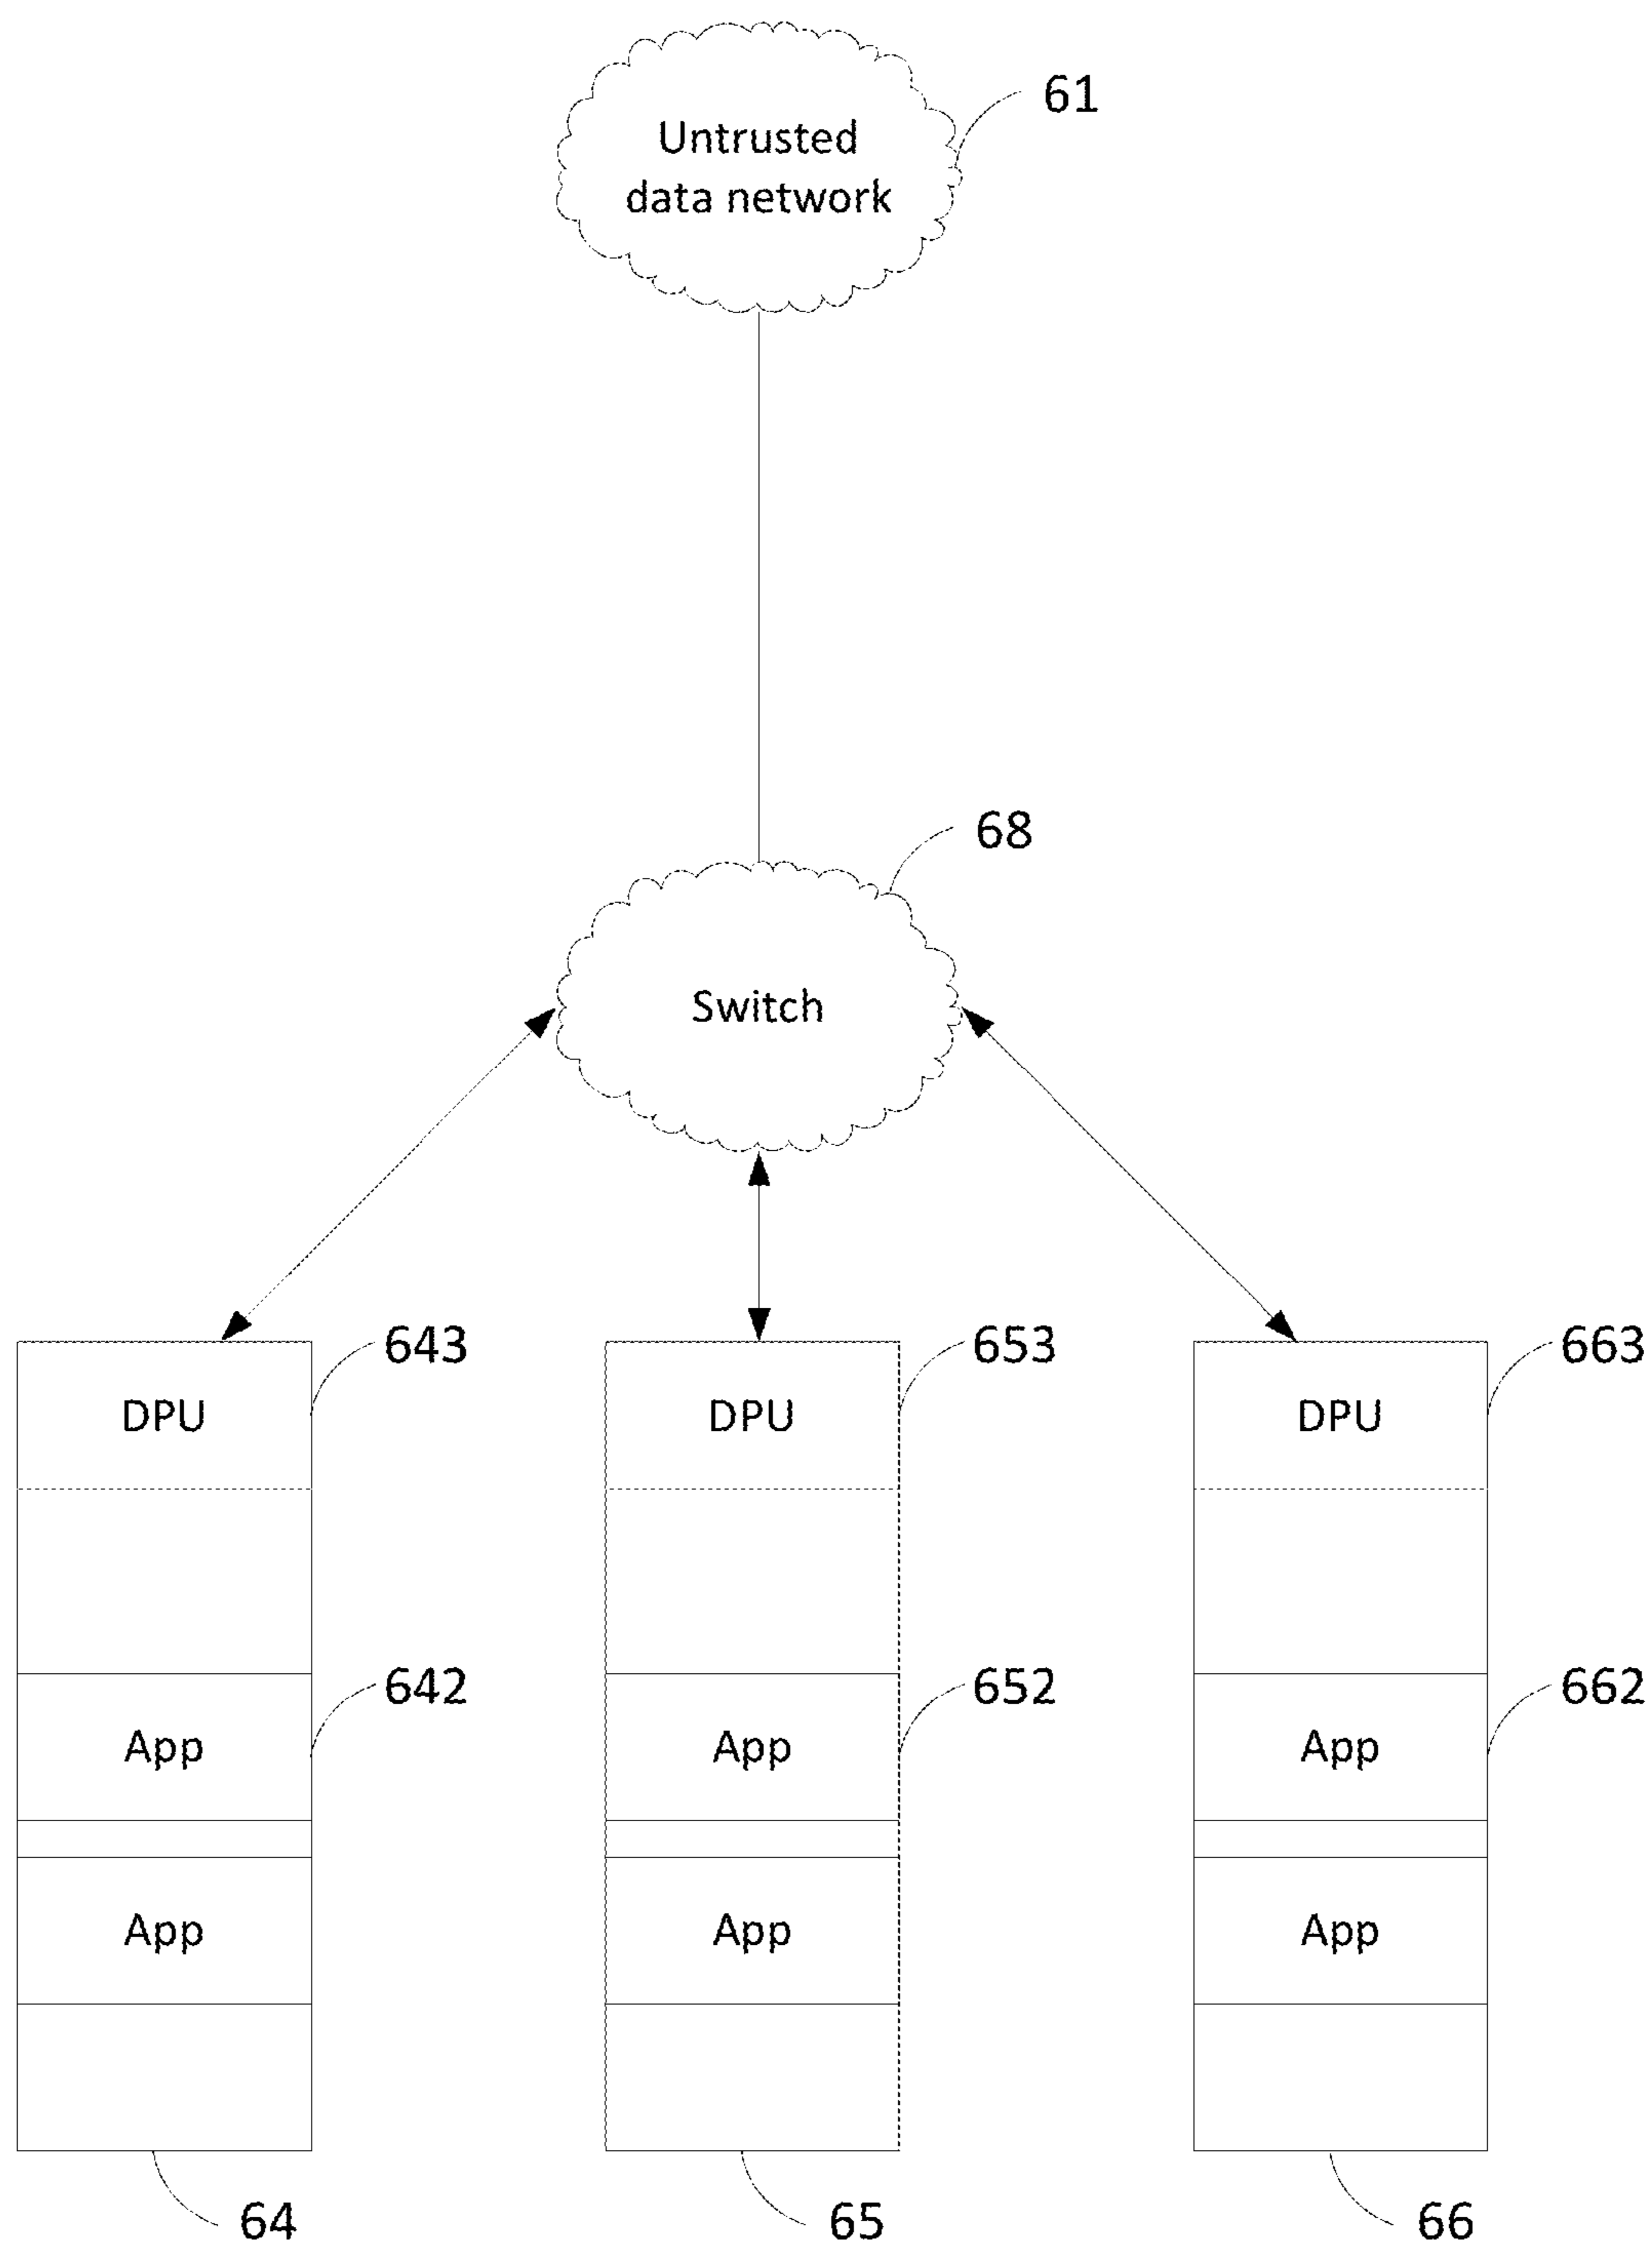 61
Untrusted
data network
68
Switch
643
653
663
DPU
DPU
DPU
642
652
662
App
App
App
App
App
App
64
65
66